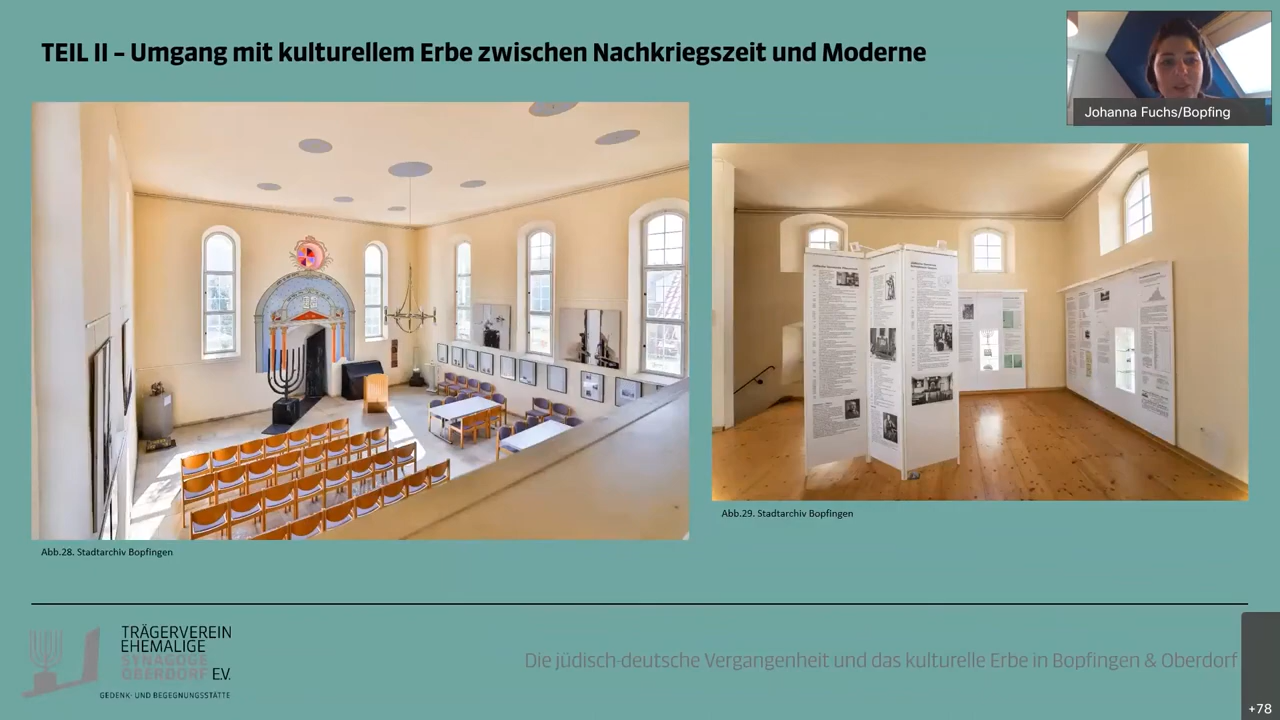 TEIL II – Umgang mit kulturellem Erbe zwischen Nachkriegszeit und Moderne
Johanna Fuchs/Bopfing
Abb.29. Stadtarchiv Bopfingen
Abb.28. Stadtarchiv Bopfingen
TRÄGERVEREIN
EHEMALIGE
SYNAGOGE
OBERDORF E.V.
GEDENK- UND BEGEGNUNGSSTÄTTE
Die jüdisch-deutsche Vergangenheit und das kulturelle Erbe in Bopfingen & Oberdorf
+78